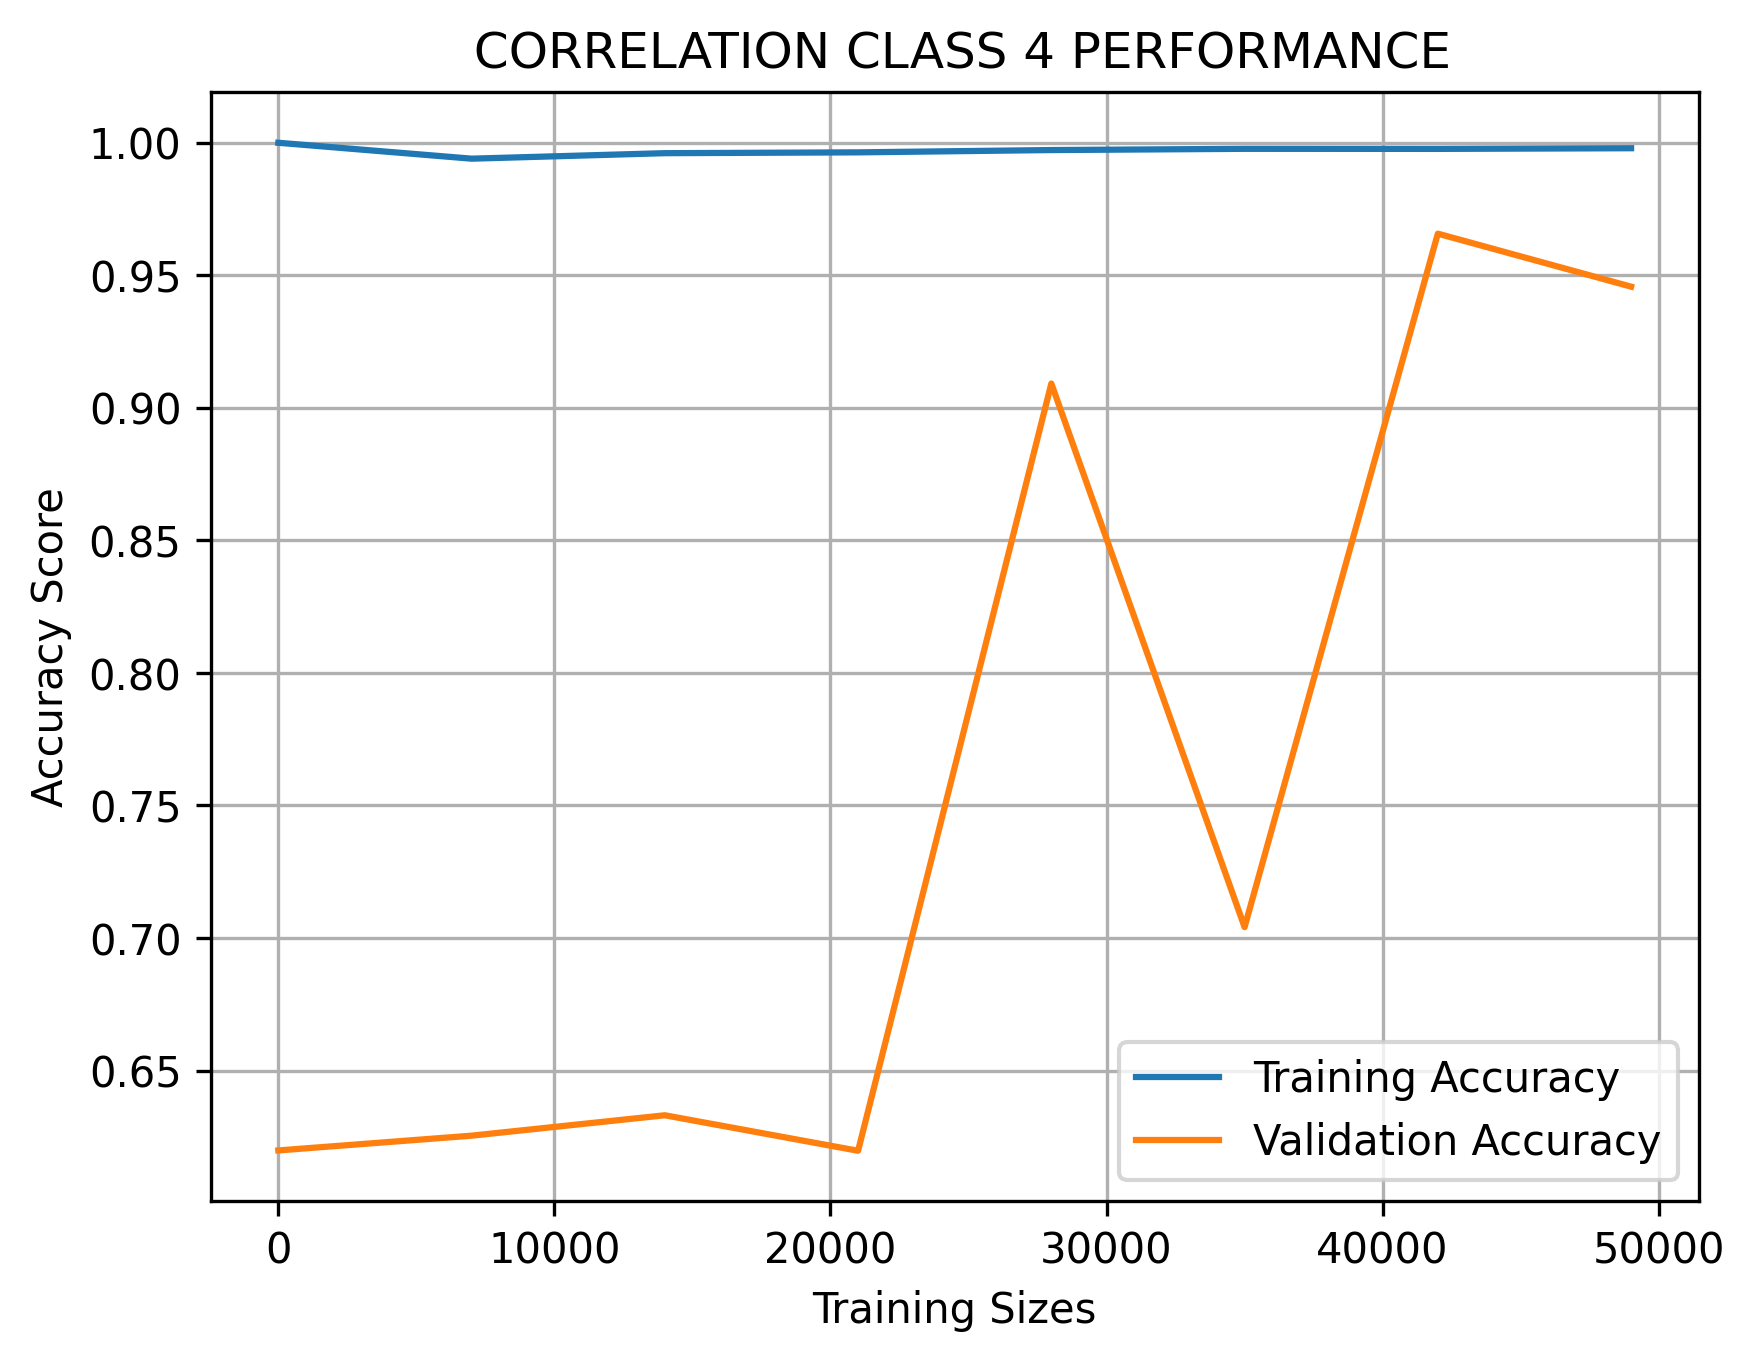 CORRELATION CLASS 4 PERFORMANCE
1.00
0.95
0.90
0.85
0.80
0.75
0.70
0.65
Accuracy Score
Training Accuracy
Validation Accuracy
0 10000 20000 30000 40000 50000
Training Sizes